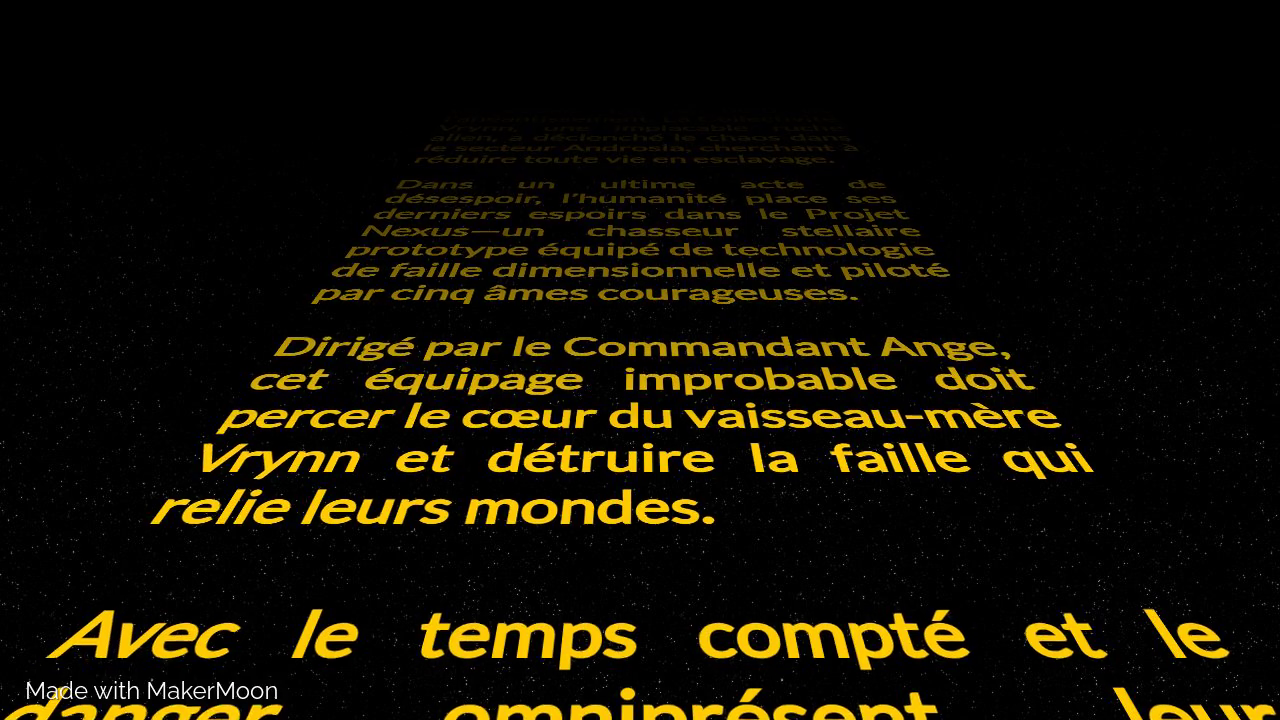 Vrynn, une implacable ruche
alien, a déclenché le chaos dans
le secteur Androsia, cherchant à
réduire toute vie en esclavage.
Dans un ultime acte de
désespoir, l'humanité place ses
derniers espoirs dans le Projet
Nexus—un chasseur stellaire
prototype équipé de technologie
de faille dimensionnelle et piloté
par cinq âmes courageuses.
Dirigé par le Commandant Ange,
cet équipage improbable doit
percer le cœur du vaisseau-mère
Vrynn et détruire la faille qui
relie leurs mondes.
Avec le temps compté et le
danger omniprésent, leur
Made with MakerMoon